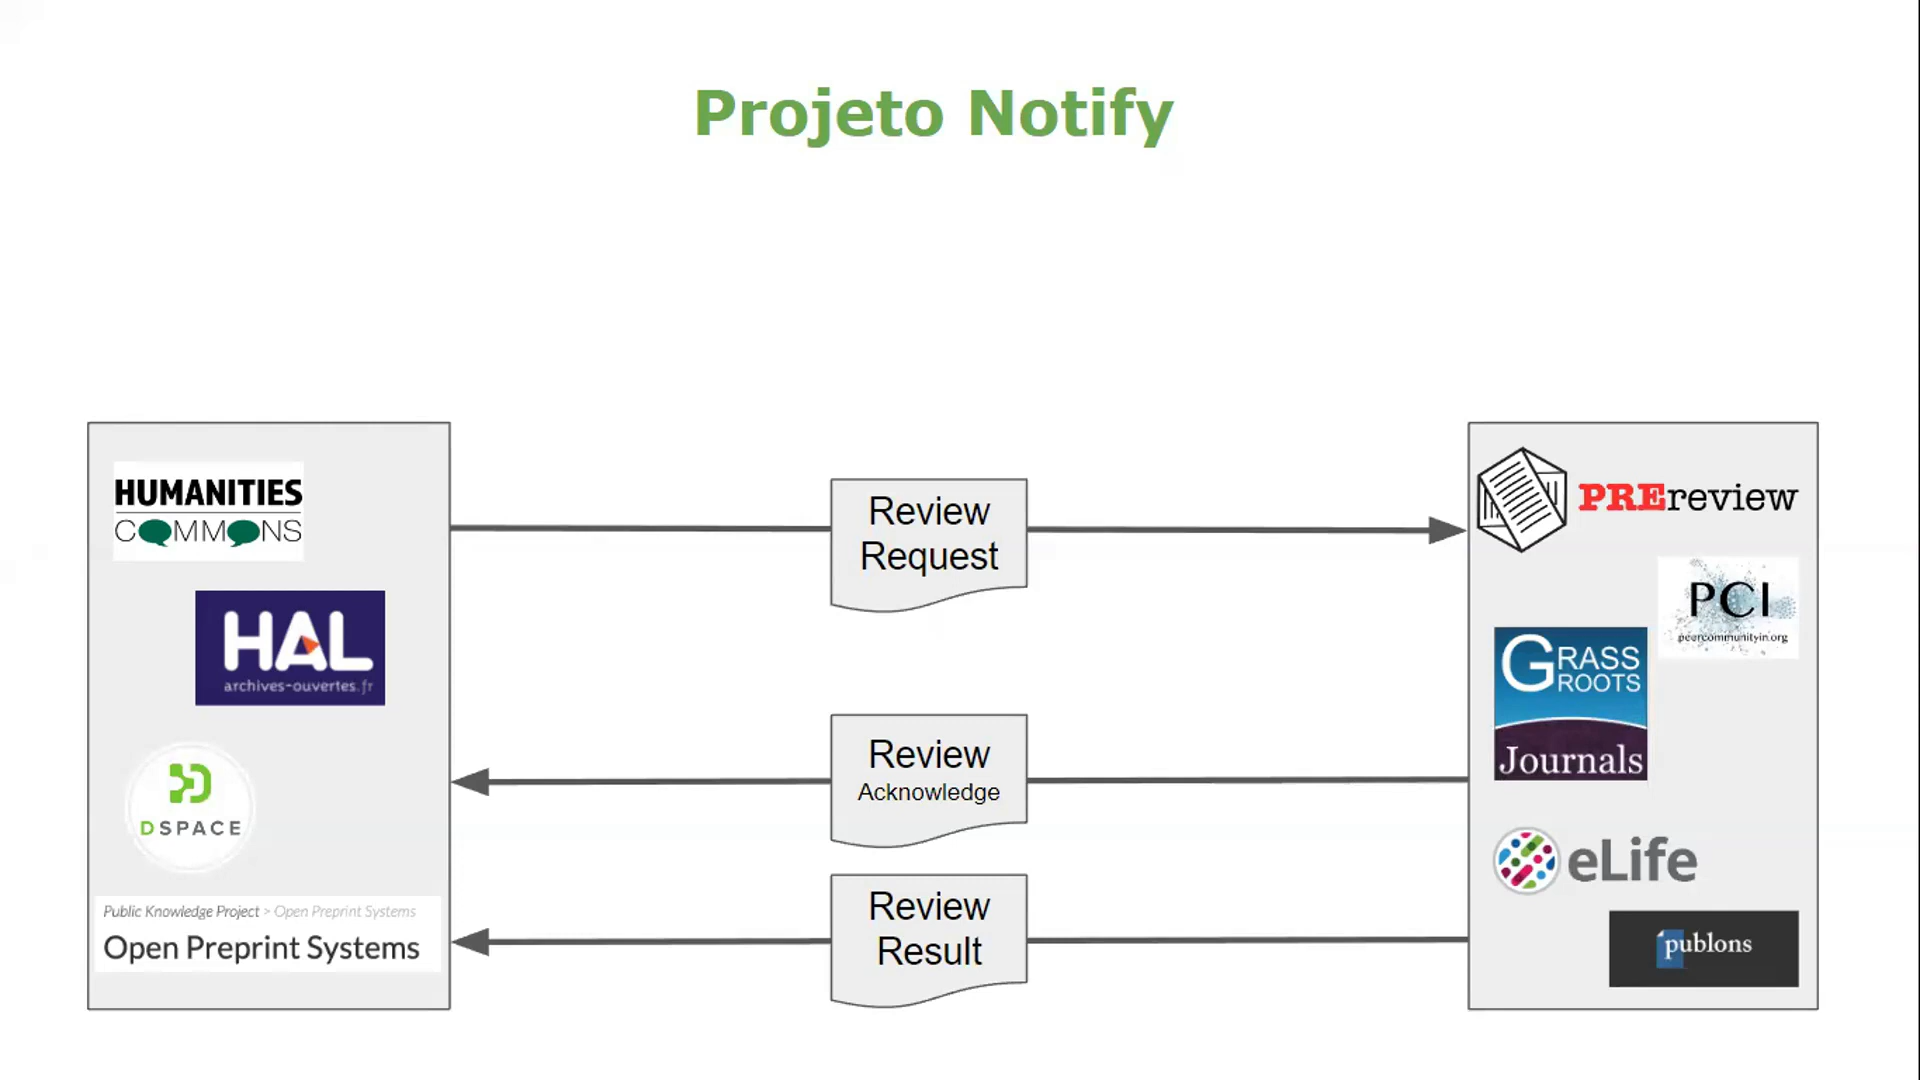 Projeto Notify
HUMANITIES
COMMONS
HAL
archives-ouvertes.fr
DSPACE
Public Knowledge Project > Open Preprint Systems
Open Preprint Systems
Review
Request
Review
Acknowledge
Review
Result
PREreview
PCI
peercommunityin.org
GRASS
ROOTS
Journals
eLife
publons